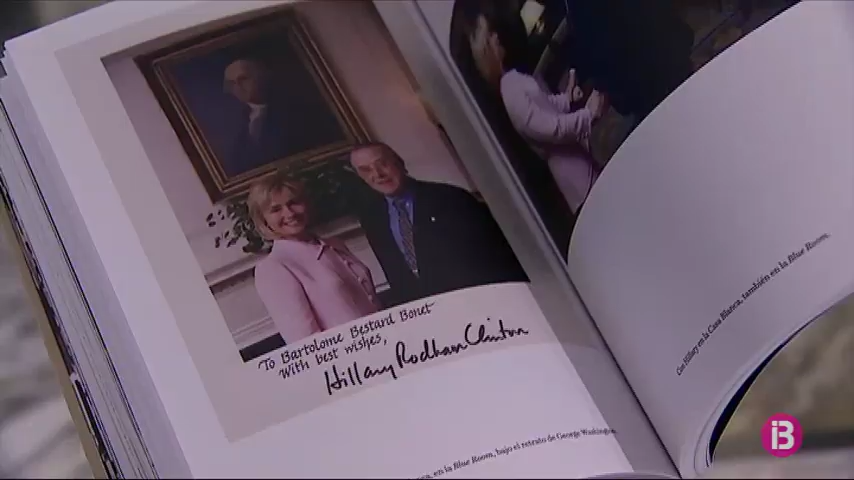 To Bartolome Bestard Bonet
With best wishes,
Hillary Rodham Clinton
en la Blue Room, bajo el retrato de George Washington.
Con Hillary en la Casa Blanca, también en la Blue Room.
iB